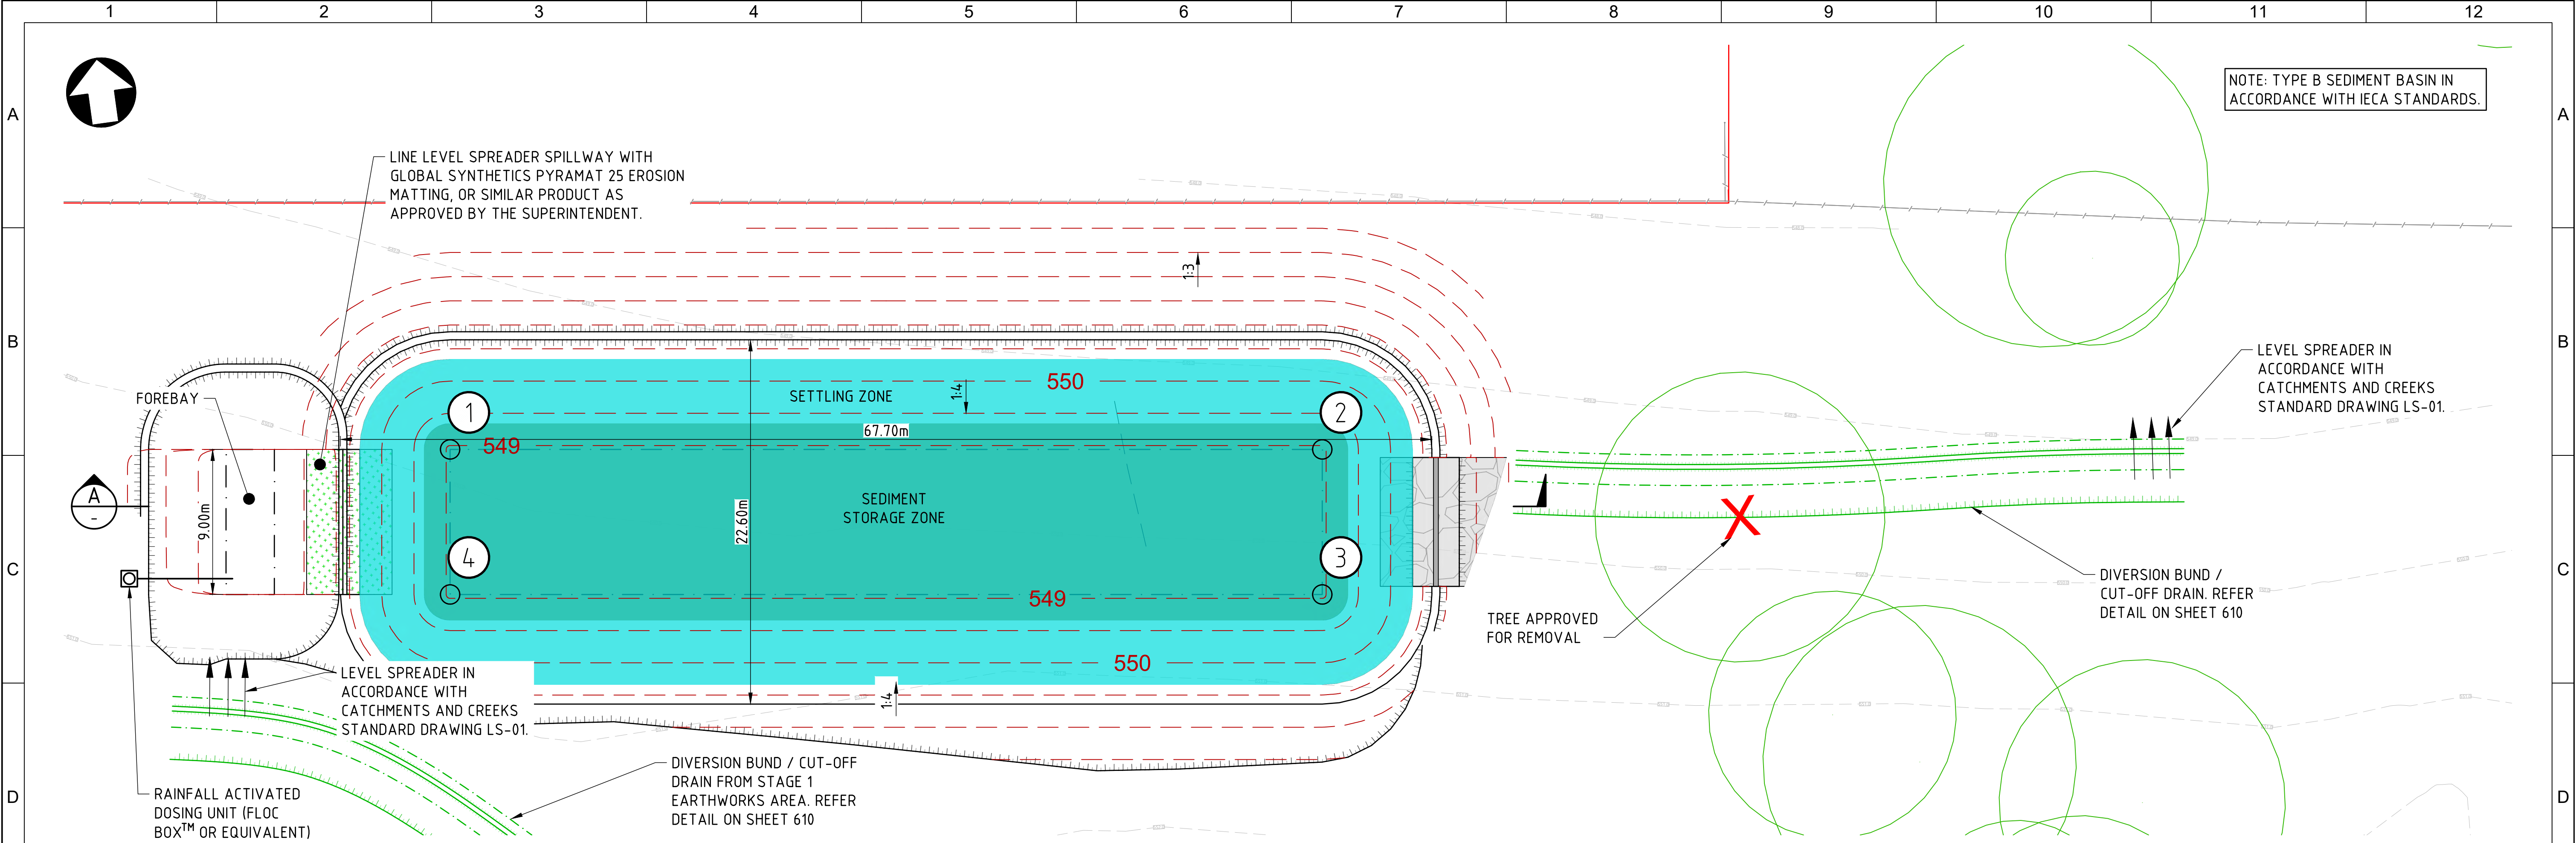 1 2 3 4 5 6 7 8 9 10 11 12
A
A
NOTE: TYPE B SEDIMENT BASIN IN
ACCORDANCE WITH IECA STANDARDS.
LINE LEVEL SPREADER SPILLWAY WITH
GLOBAL SYNTHETICS PYRAMAT 25 EROSION
MATTING, OR SIMILAR PRODUCT AS
APPROVED BY THE SUPERINTENDENT.
1:3
B
B
LEVEL SPREADER IN
ACCORDANCE WITH
CATCHMENTS AND CREEKS
STANDARD DRAWING LS-01.
FOREBAY
550
SETTLING ZONE
1:4
1
2
67.70m
549
A
-
9.00m
22.60m
SEDIMENT
STORAGE ZONE
4
3
549
C
C
X
TREE APPROVED
FOR REMOVAL
DIVERSION BUND /
CUT-OFF DRAIN. REFER
DETAIL ON SHEET 610
550
1:4
LEVEL SPREADER IN
ACCORDANCE WITH
CATCHMENTS AND CREEKS
STANDARD DRAWING LS-01.
DIVERSION BUND / CUT-OFF
DRAIN FROM STAGE 1
EARTHWORKS AREA. REFER
DETAIL ON SHEET 610
D
D
RAINFALL ACTIVATED
DOSING UNIT (FLOC
BOX™ OR EQUIVALENT)